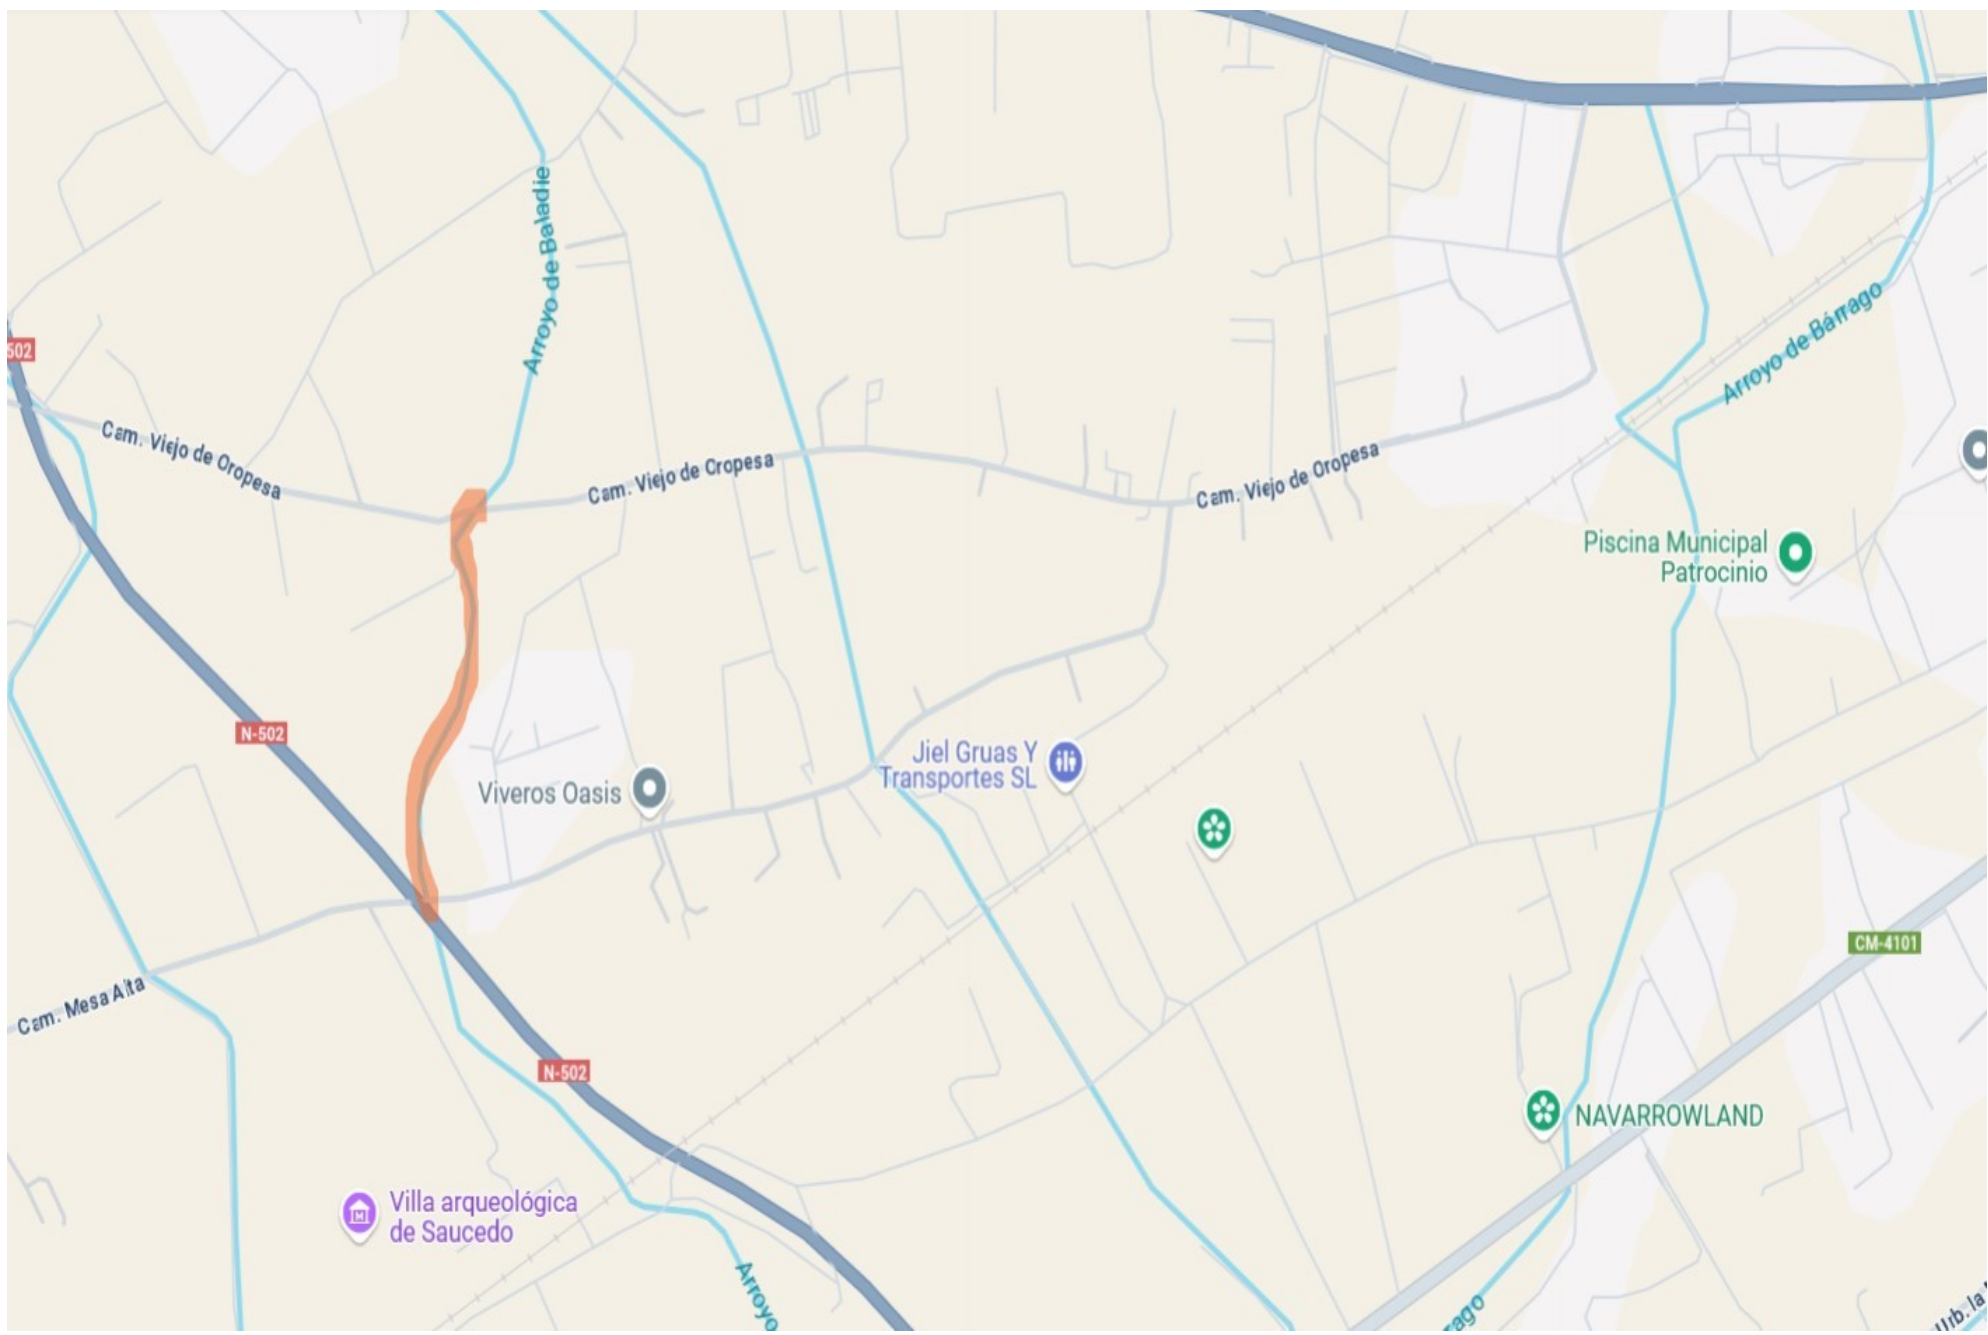 Arroyo de Baladie
502
Arroyo de Bárrago
Cam. Viejo de Oropesa
Cam. Viejo de Oropesa
Cam. Viejo de Oropesa
Piscina Municipal
Patrocinio
N-502
Jiel Gruas Y
Transportes SL
Viveros Oasis
CM-4101
Cam. Mesa Alta
N-502
NAVARROWLAND
Villa arqueológica
de Saucedo
Arroyo
rago
Urb. la